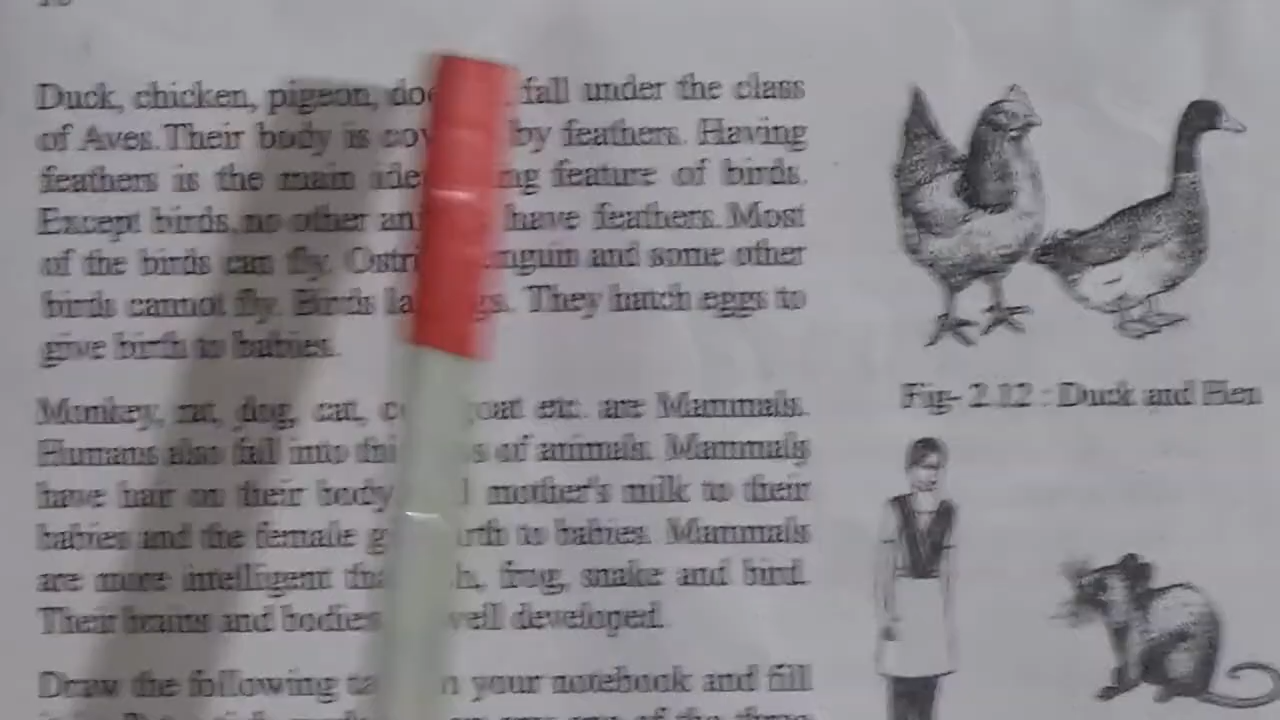 Duck, chicken, pigeon, fall under the class
of Aves. Their body is by feathers. Having
feathers is the main feature of birds.
Except birds, no other have feathers. Most
of the birds can fly. and some other
birds cannot fly. Birds They hatch eggs to
give birth to babies.
Fig- 2.12 : Duck and Hen
Monkey, rat, dog, cat, goat etc. are Mammals.
Humans also fall into of animals. Mammals
have hair on their body mother's milk to their
babies and the female to babies. Mammals
are more intelligent frog, snake and bird.
Their brains and bodies well developed.
Draw the following your notebook and fill
of the three